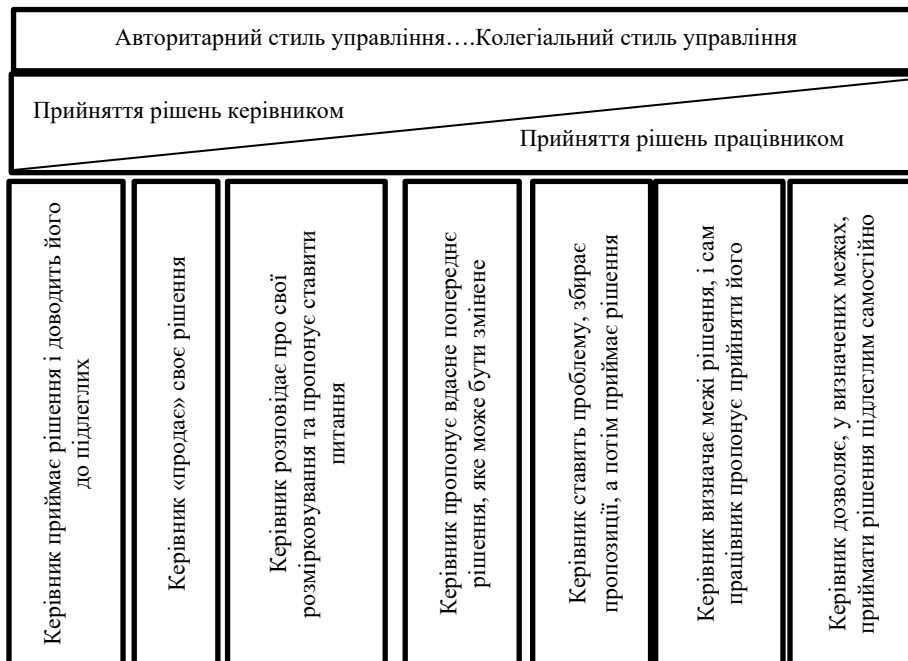 Авторитарний стиль управління….Колегіальний стиль управління
Прийняття рішень керівником
Прийняття рішень працівником
Керівник приймає рішення і доводить його
до підлеглих
Керівник «продає» своє рішення
Керівник розповідає про свої
розмірковування та пропонує ставити
питання
Керівник пропонує вдасне попереднє
рішення, яке може бути змінене
Керівник ставить проблему, збирає
пропозиції, а потім приймає рішення
Керівник визначає межі рішення, і сам
працівник пропонує прийняти його
Керівник дозволяє, у визначених межах,
приймати рішення підлеглим самостійно